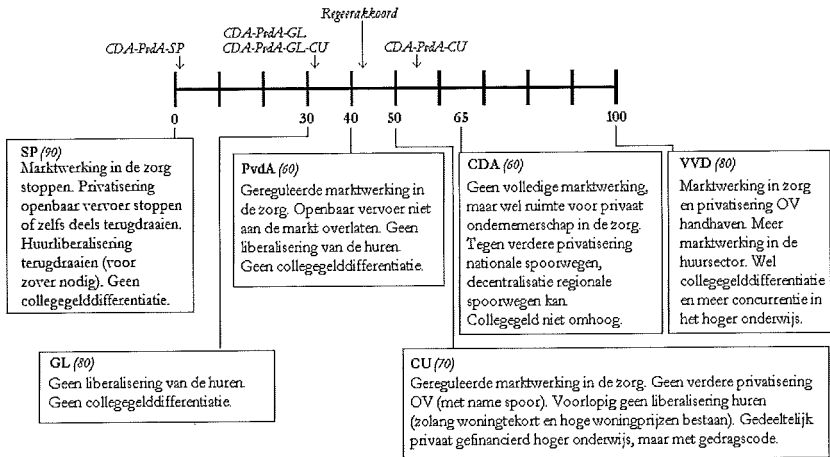 Regeerakkoord
CDA-PvdA-GL
CDA-PvdA-SP
CDA-PvdA-GL-CU
CDA-PvdA-CU
0
30
40
50
65
100
SP (90)
Marktwerking in de zorg
stoppen. Privatisering
openbaar vervoer stoppen
of zelfs deels terugdraaien.
Huurliberalisering
terugdraaien (voor
zover nodig). Geen
collegegelddifferentiatie.
PvdA (60)
Gereguleerde marktwerking in
de zorg. Openbaar vervoer niet
aan de markt overlaten. Geen
liberalisering van de huren.
Geen collegegelddifferentiatie.
CDA (60)
Geen volledige marktwerking,
maar wel ruimte voor privaat
ondernemerschap in de zorg.
Tegen verdere privatisering
nationale spoorwegen,
decentralisatie regionale
spoorwegen kan.
Collegegeld niet omhoog.
VVD (80)
Marktwerking in zorg
en privatisering OV
handhaven. Meer
marktwerking in de
huursector. Wel
collegegelddifferentiatie
en meer concurrentie in
het hoger onderwijs.
GL (80)
Geen liberalisering van de huren.
Geen collegegelddifferentiatie.
CU (70)
Gereguleerde marktwerking in de zorg. Geen verdere privatisering
OV (met name spoor). Voorlopig geen liberalisering huren
(zolang woningtekort en hoge woningprijzen bestaan). Gedeeltelijk
privaat gefinancierd hoger onderwijs, maar met gedragscode.